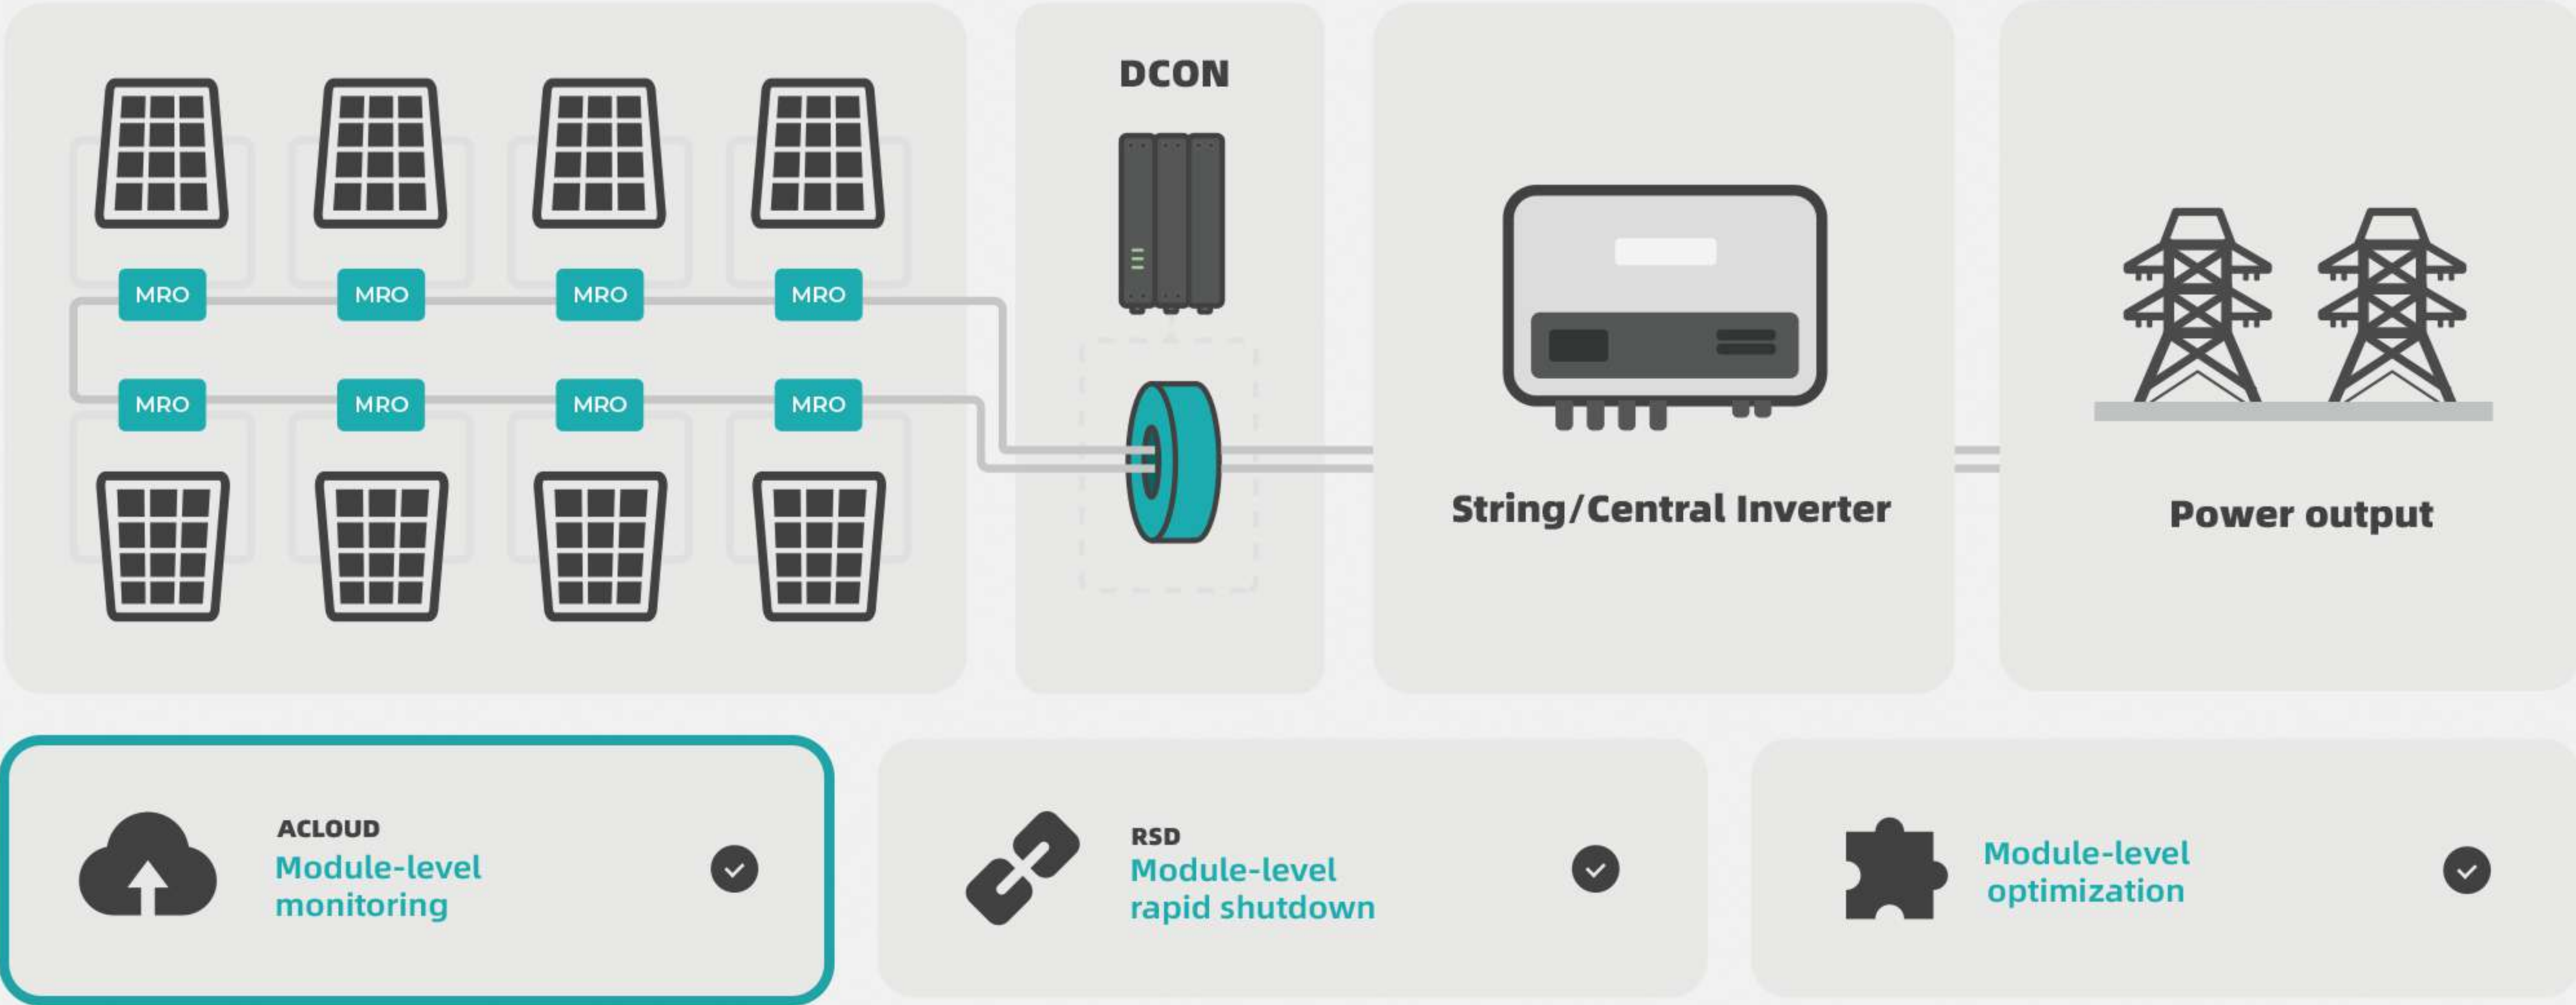 DCON
MRO MRO MRO MRO
MRO MRO MRO MRO
String/Central Inverter
Power output
ACLOUD
Module-level
monitoring
RSD
Module-level
rapid shutdown
Module-level
optimization